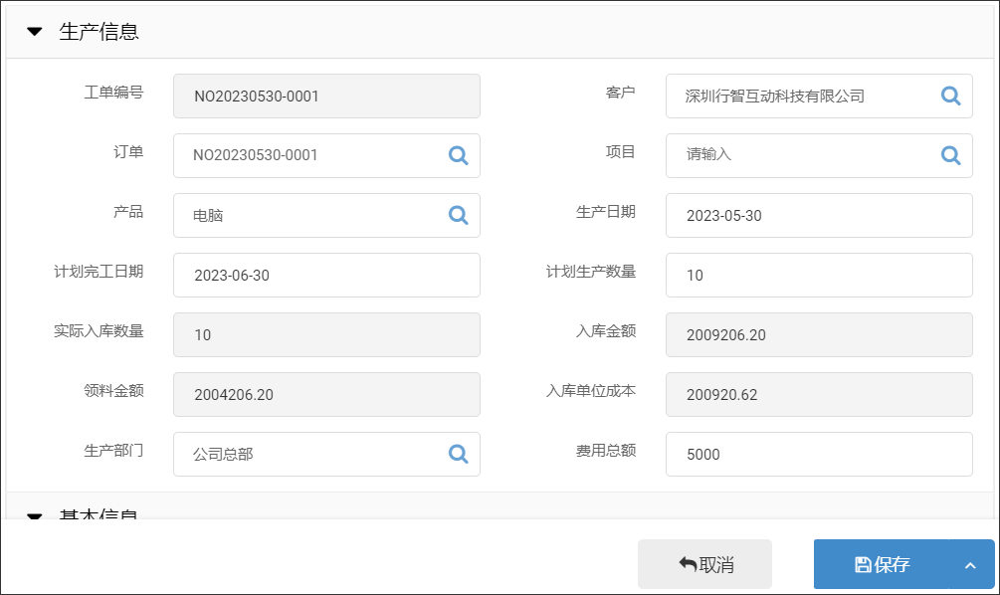 生产信息
工单编号 NO20230530-0001 客户 深圳行智互动科技有限公司
订单 NO20230530-0001 项目 请输入
产品 电脑 生产日期 2023-05-30
计划完工日期 2023-06-30 计划生产数量 10
实际入库数量 10 入库金额 2009206.20
领料金额 2004206.20 入库单位成本 200920.62
生产部门 公司总部 费用总额 5000
基本信息
取消 保存